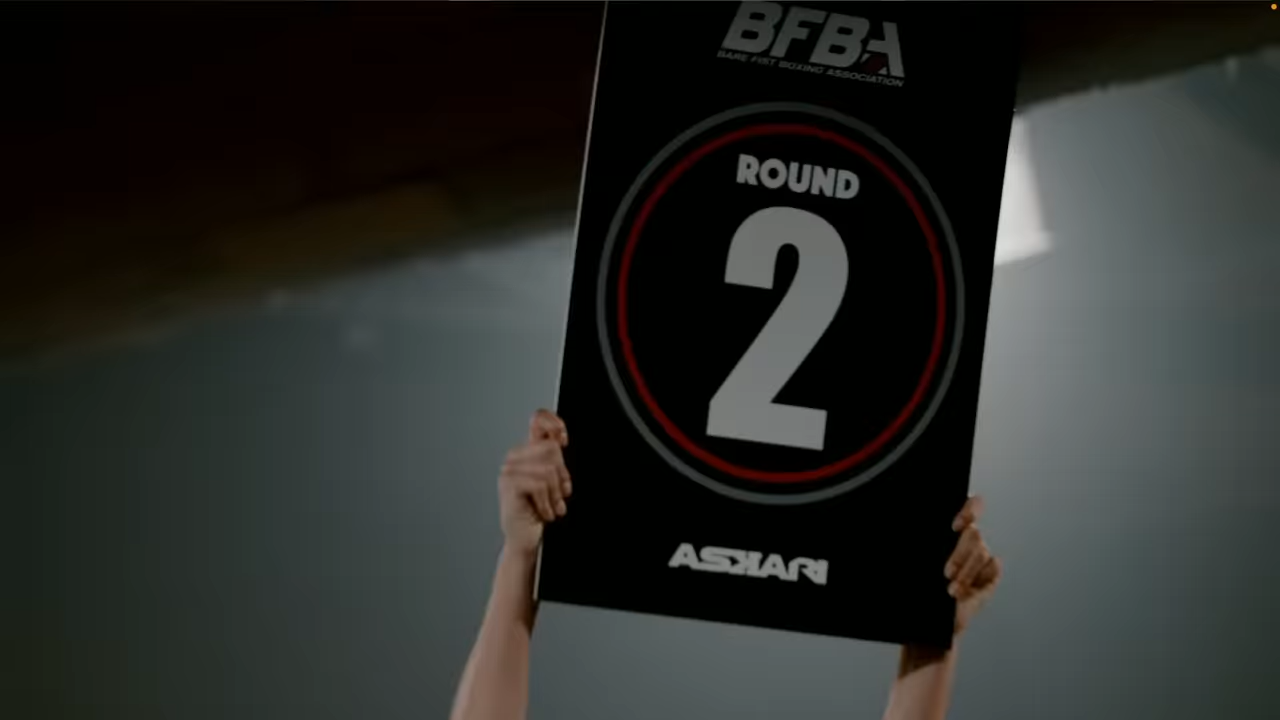 BFBA
BARE FIST BOXING ASSOCIATION
ROUND
2
ASKARI